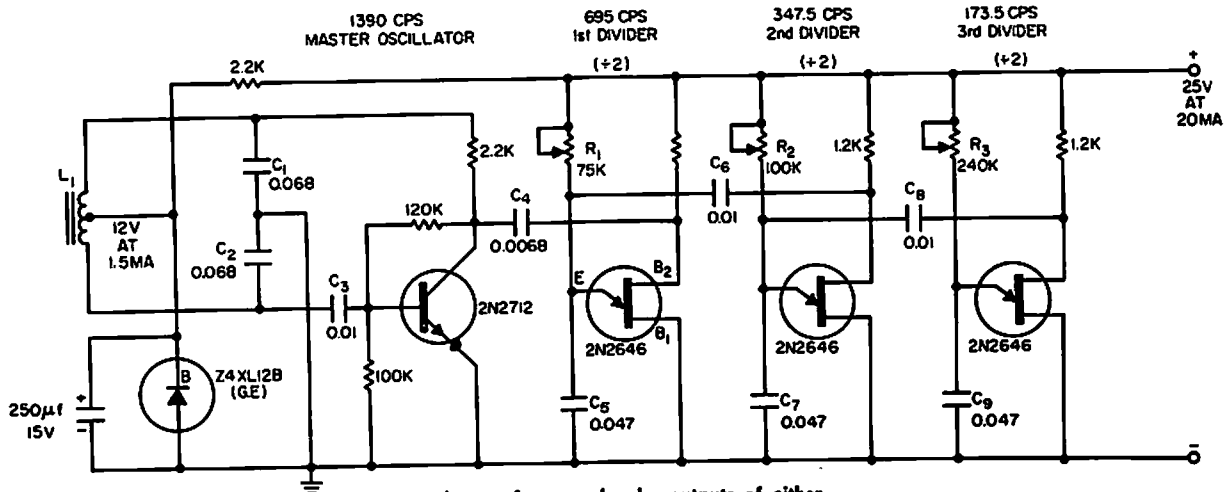 1390 CPS
MASTER OSCILLATOR
695 CPS
1st DIVIDER
(÷2)
347.5 CPS
2nd DIVIDER
(÷2)
173.5 CPS
3rd DIVIDER
(÷2)
+
25V
AT
20MA
2.2K
L1
12V
AT
1.5MA
C1
0.068
C2
0.068
2.2K
120K
C3
0.01
C4
0.0068
2N2712
100K
R1
75K
C6
0.01
R2
100K
1.2K
C8
0.01
R3
240K
1.2K
E
B2
B1
2N2646
2N2646
2N2646
C5
0.047
C7
0.047
C9
0.047
B
Z4XL12B
(G.E)
250µf
15V
+
–
–